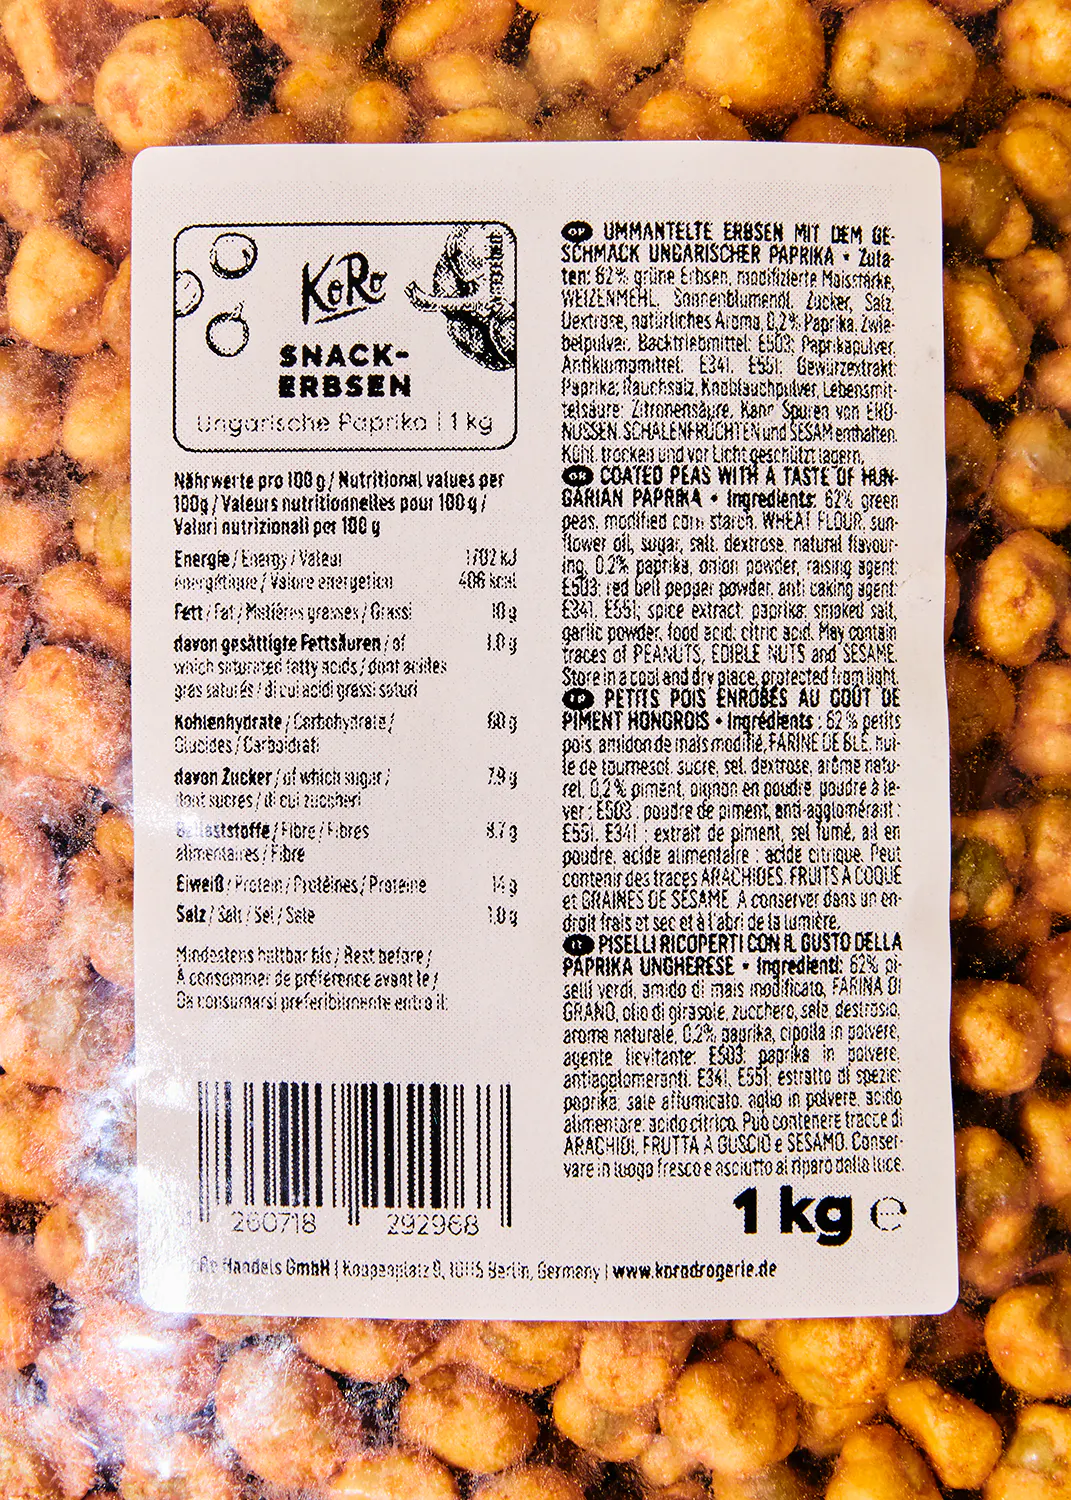 KoRo
SNACK-
ERBSEN
Ungarische Paprika | 1 kg
Nährwerte pro 100 g / Nutritional values per
100g / Valeurs nutritionnelles pour 100 g /
Valori nutrizionali per 100 g
Energie / Energy / Valeur 1702 kJ
énergétique / Valore energetico 406 kcal
Fett / Fat / Matières grasses / Grassi 10 g
davon gesättigte Fettsäuren / of 1.0 g
which saturated fatty acids / dont acides
gras saturés / di cui acidi grassi saturi
Kohlenhydrate / Carbohydrate / 60 g
Glucides / Carboidrati
davon Zucker / of which sugar / 7.9 g
dont sucres / di cui zuccheri
Ballaststoffe / Fibre / Fibres 8.7 g
alimentaires / Fibre
Eiweiß / Protein / Protéines / Proteine 14 g
Salz / Salt / Sel / Sale 1.0 g
Mindestens haltbar bis / Best before /
À consommer de préférence avant le /
Da consumarsi preferibilmente entro il:
260718 292968
KoRo Handels GmbH | Koppenplatz 9, 10115 Berlin, Germany | www.korodrogerie.de
UMMANTELTE ERBSEN MIT DEM GE-
SCHMACK UNGARISCHER PAPRIKA • Zuta-
ten: 62% grüne Erbsen, modifizierte Maisstärke,
WEIZENMEHL, Sonnenblumenöl, Zucker, Salz,
Dextrose, natürliches Aroma, 0,2% Paprika, Zwie-
belpulver, Backtriebmittel: E503; Paprikapulver,
Antiklumpmittel: E341, E551; Gewürzextrakt:
Paprika; Rauchsalz, Knoblauchpulver, Lebensmit-
telsäure: Zitronensäure. Kann Spuren von ERD-
NÜSSEN, SCHALENFRÜCHTEN und SESAM enthalten.
Kühl, trocken und vor Licht geschützt lagern.
COATED PEAS WITH A TASTE OF HUN-
GARIAN PAPRIKA • Ingredients: 62% green
peas, modified corn starch, WHEAT FLOUR, sun-
flower oil, sugar, salt, dextrose, natural flavour-
ing, 0.2% paprika, onion powder, raising agent:
E503; red bell pepper powder, anti caking agent:
E341, E551; spice extract: paprika; smoked salt,
garlic powder, food acid: citric acid. May contain
traces of PEANUTS, EDIBLE NUTS and SESAME.
Store in a cool and dry place, protected from light.
PETITS POIS ENROBÉS AU GOÛT DE
PIMENT HONGROIS • Ingrédients : 62 % petits
pois, amidon de maïs modifié, FARINE DE BLÉ, hui-
le de tournesol, sucre, sel, dextrose, arôme natu-
rel, 0,2 % piment, oignon en poudre, poudre à le-
ver : E503 ; poudre de piment, anti-agglomérant :
E551, E341 ; extrait de piment, sel fumé, ail en
poudre, acide alimentaire : acide citrique. Peut
contenir des traces ARACHIDES, FRUITS À COQUE
et GRAINES DE SÉSAME. A conserver dans un en-
droit frais et sec et à l'abri de la lumière.
IT PISELLI RICOPERTI CON IL GUSTO DELLA
PAPRIKA UNGHERESE • Ingredienti: 62% pi-
selli verdi, amido di mais modificato, FARINA DI
GRANO, olio di girasole, zucchero, sale, destrosio,
aroma naturale, 0,2% paprika, cipolla in polvere,
agente lievitante: E503; paprika in polvere,
antiagglomeranti: E341, E551; estratto di spezie:
paprika; sale affumicato, aglio in polvere, acido
alimentare: acido citrico. Può contenere tracce di
ARACHIDI, FRUTTA A GUSCIO e SESAMO. Conser-
vare in luogo fresco e asciutto al riparo dalla luce.
1 kg ℮